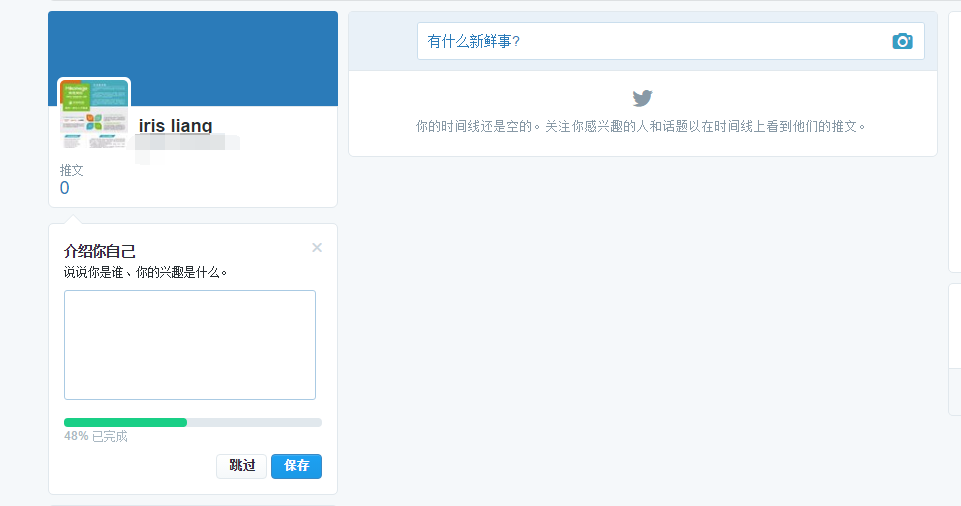 iris liang
推文
0
介绍你自己
说说你是谁、你的兴趣是什么。
48% 已完成
跳过
保存
有什么新鲜事?
你的时间线还是空的。关注你感兴趣的人和话题以在时间线上看到他们的推文。